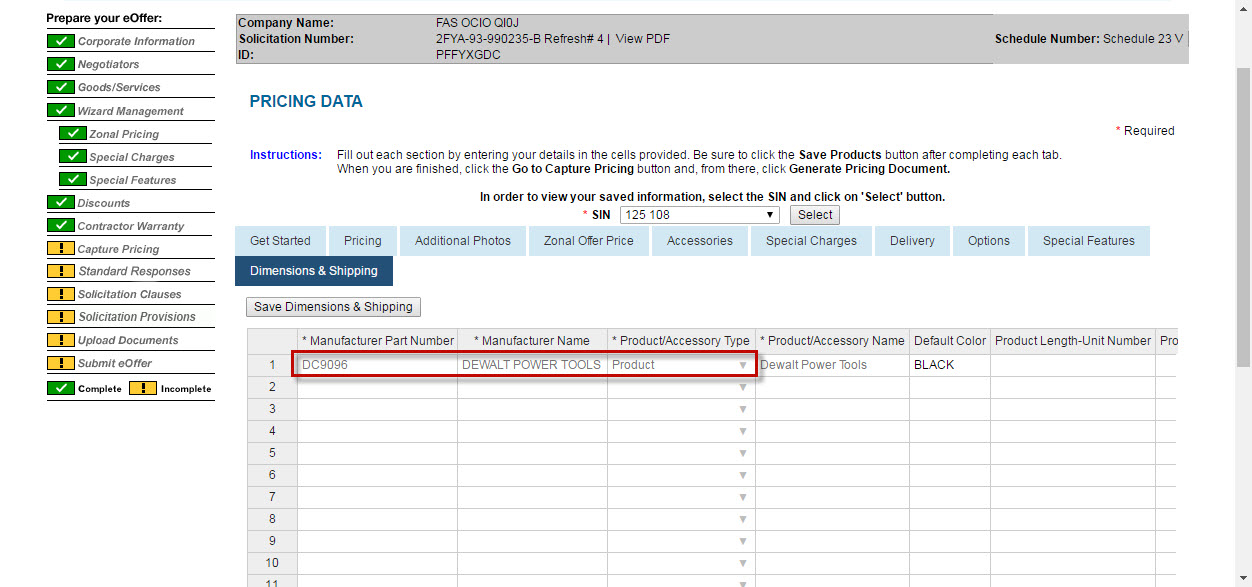 Prepare your eOffer:
Corporate Information
Negotiators
Goods/Services
Wizard Management
Zonal Pricing
Special Charges
Special Features
Discounts
Contractor Warranty
Capture Pricing
Standard Responses
Solicitation Clauses
Solicitation Provisions
Upload Documents
Submit eOffer
Complete Incomplete
Company Name: FAS OCIO QI0J
Solicitation Number: 2FYA-93-990235-B Refresh# 4 | View PDF Schedule Number: Schedule 23 V
ID: PFFYXGDC
PRICING DATA
* Required
Instructions: Fill out each section by entering your details in the cells provided. Be sure to click the Save Products button after completing each tab.
When you are finished, click the Go to Capture Pricing button and, from there, click Generate Pricing Document.
In order to view your saved information, select the SIN and click on 'Select' button.
* SIN 125 108 Select
Get Started Pricing Additional Photos Zonal Offer Price Accessories Special Charges Delivery Options Special Features
Dimensions & Shipping
Save Dimensions & Shipping
* Manufacturer Part Number * Manufacturer Name * Product/Accessory Type * Product/Accessory Name Default Color Product Length-Unit Number Pro
1 DC9096 DEWALT POWER TOOLS Product Dewalt Power Tools BLACK
2
3
4
5
6
7
8
9
10
11